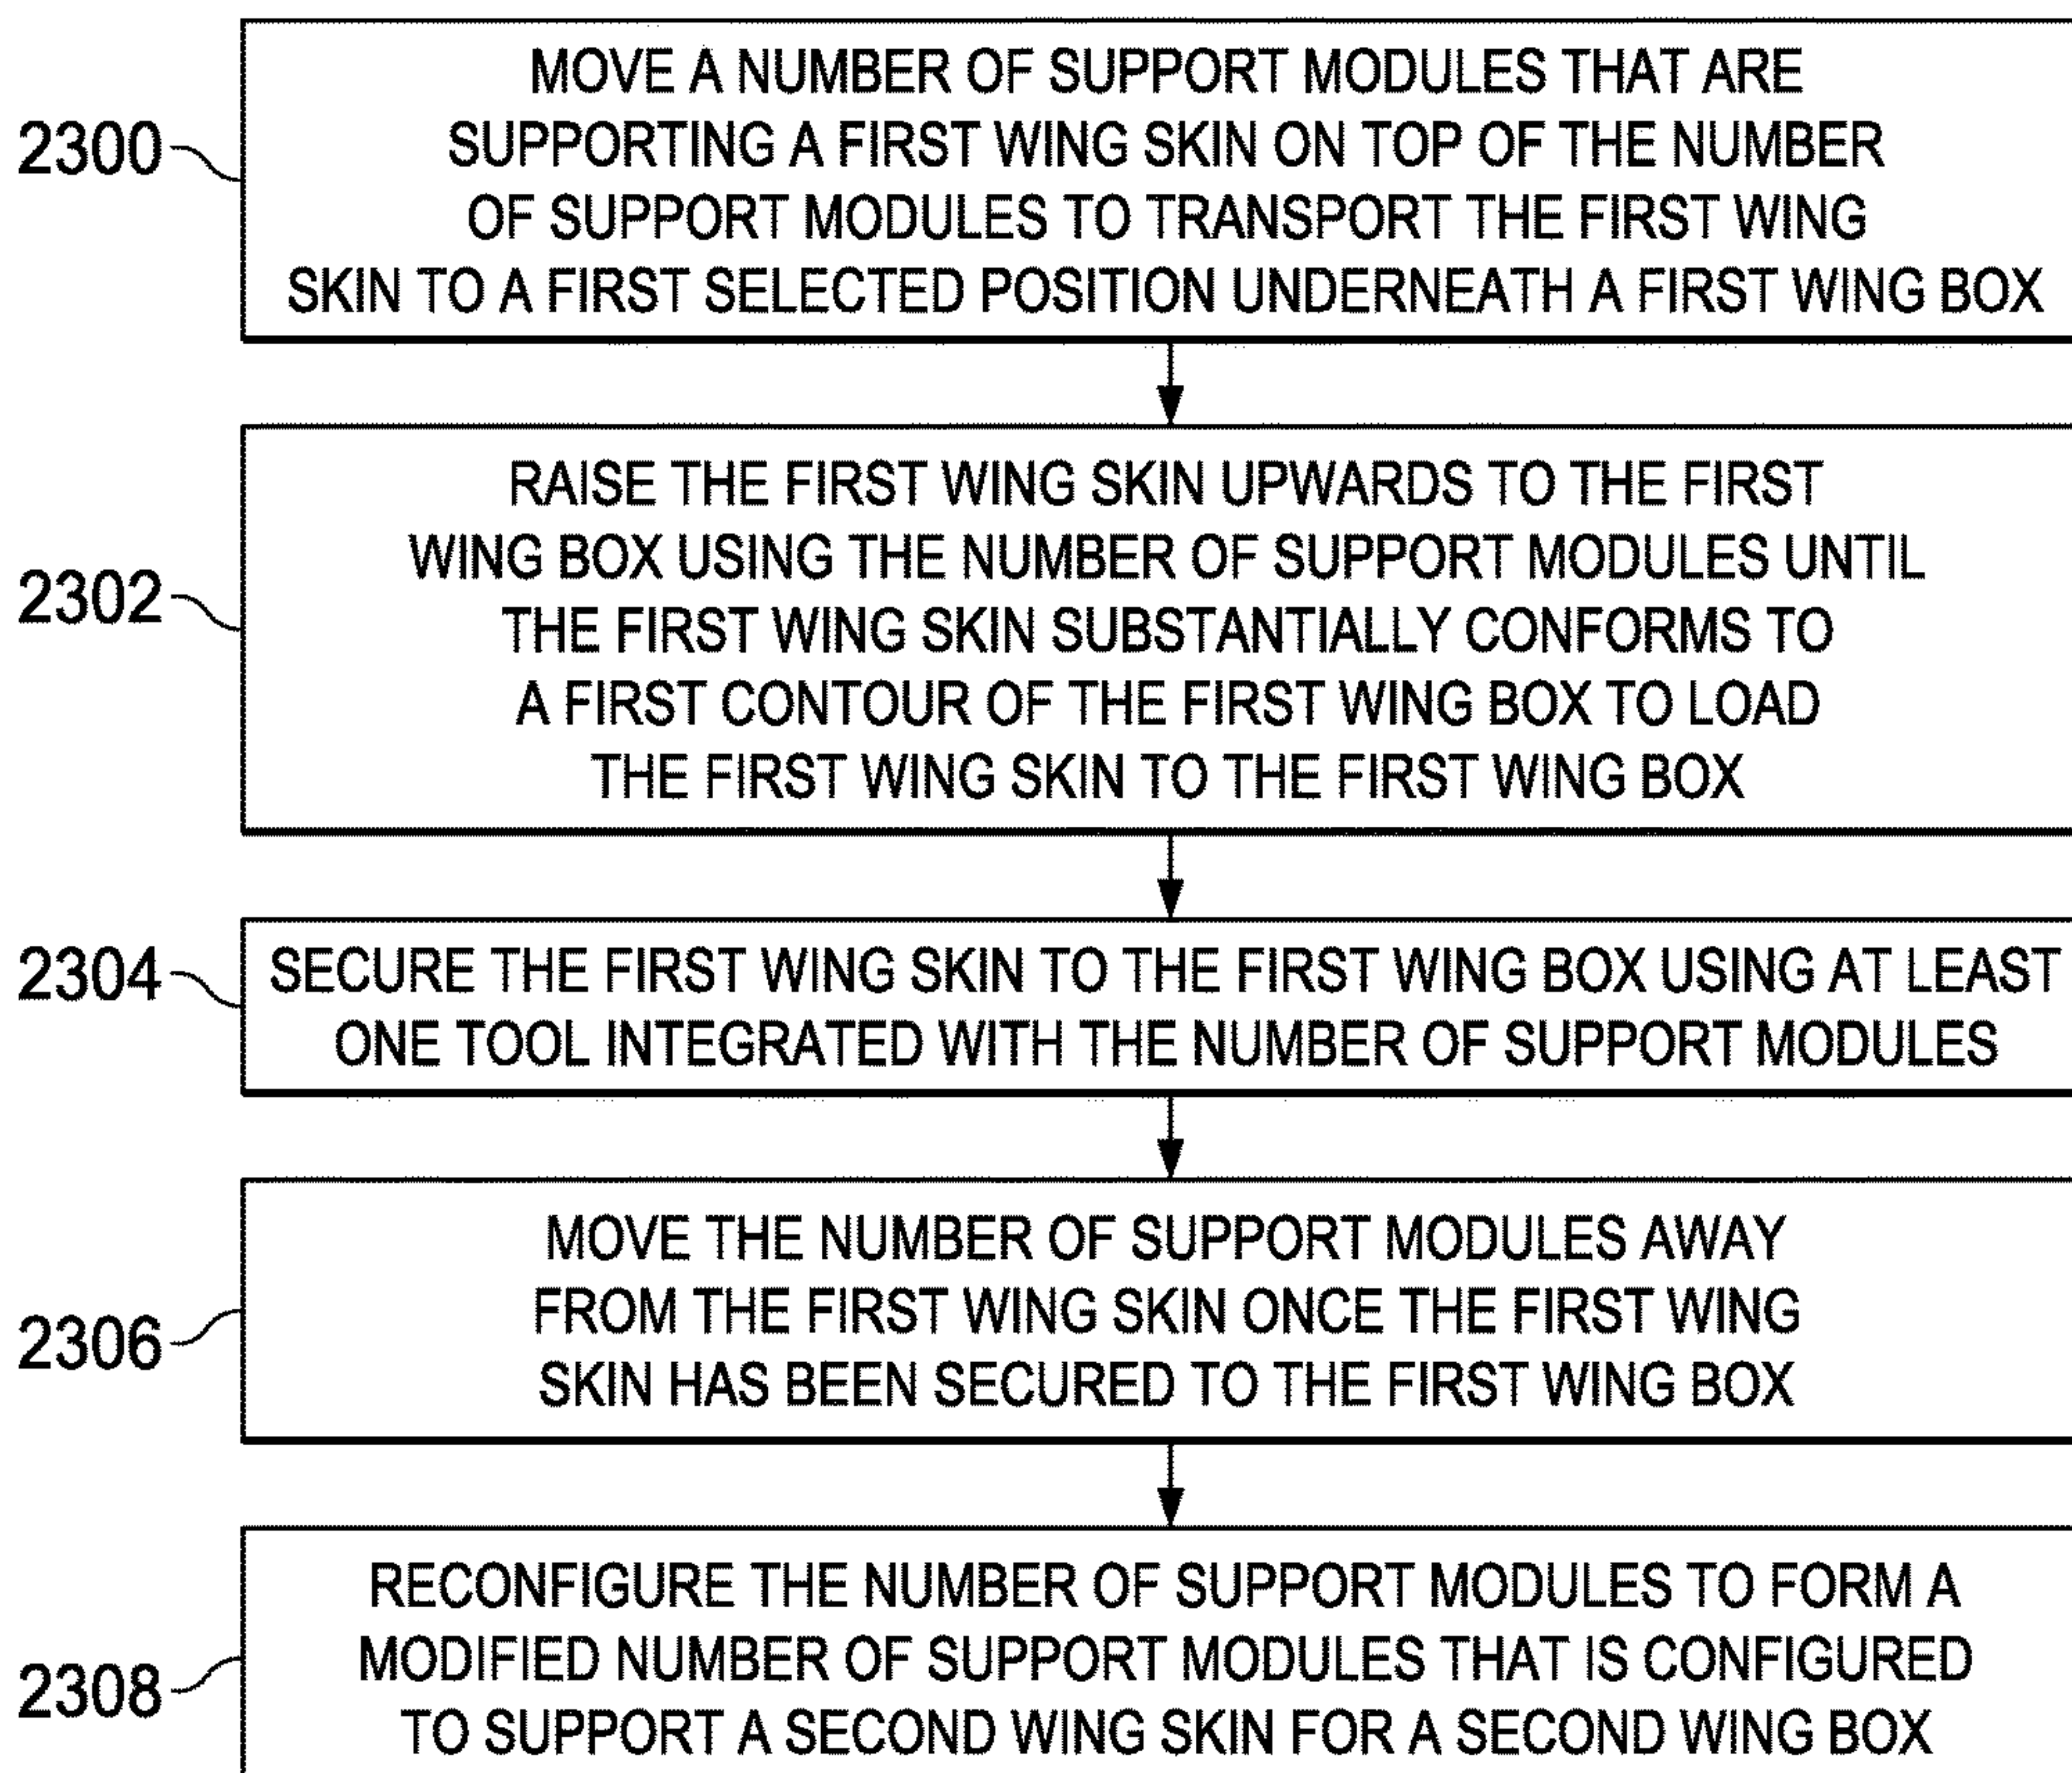 2300
MOVE A NUMBER OF SUPPORT MODULES THAT ARE
SUPPORTING A FIRST WING SKIN ON TOP OF THE NUMBER
OF SUPPORT MODULES TO TRANSPORT THE FIRST WING
SKIN TO A FIRST SELECTED POSITION UNDERNEATH A FIRST WING BOX
2302
RAISE THE FIRST WING SKIN UPWARDS TO THE FIRST
WING BOX USING THE NUMBER OF SUPPORT MODULES UNTIL
THE FIRST WING SKIN SUBSTANTIALLY CONFORMS TO
A FIRST CONTOUR OF THE FIRST WING BOX TO LOAD
THE FIRST WING SKIN TO THE FIRST WING BOX
2304
SECURE THE FIRST WING SKIN TO THE FIRST WING BOX USING AT LEAST
ONE TOOL INTEGRATED WITH THE NUMBER OF SUPPORT MODULES
2306
MOVE THE NUMBER OF SUPPORT MODULES AWAY
FROM THE FIRST WING SKIN ONCE THE FIRST WING
SKIN HAS BEEN SECURED TO THE FIRST WING BOX
2308
RECONFIGURE THE NUMBER OF SUPPORT MODULES TO FORM A
MODIFIED NUMBER OF SUPPORT MODULES THAT IS CONFIGURED
TO SUPPORT A SECOND WING SKIN FOR A SECOND WING BOX